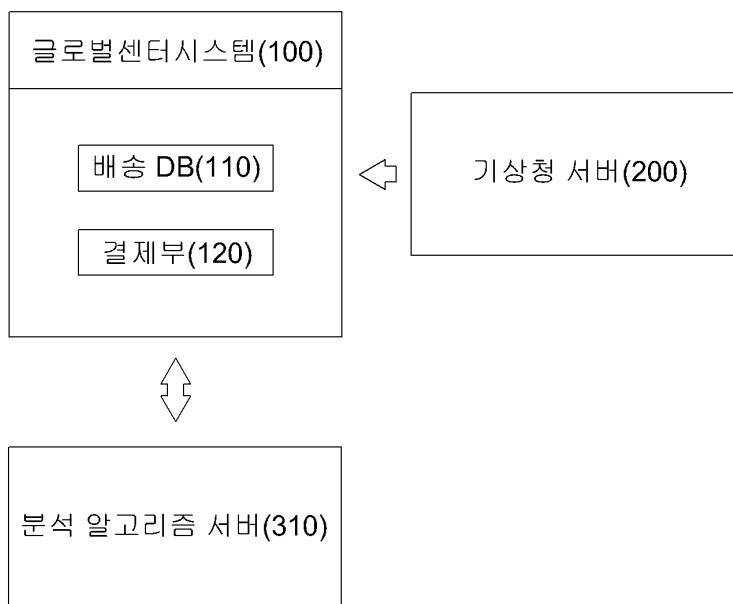 글로벌센터시스템(100)
배송 DB(110)
결제부(120)
기상청 서버(200)
분석 알고리즘 서버(310)